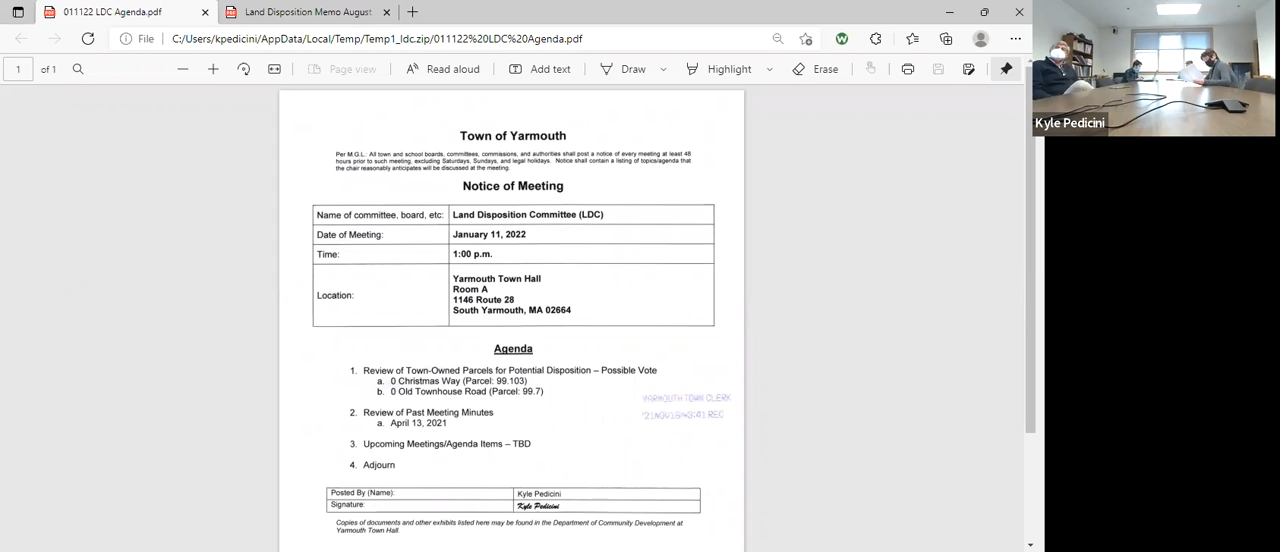 011122 LDC Agenda.pdf
Land Disposition Memo August
File
C:/Users/kpedicini/AppData/Local/Temp/Temp1_ldc.zip/011122%20LDC%20Agenda.pdf
1 of 1
Page view
Read aloud
Add text
Draw
Highlight
Erase
Kyle Pedicini
Town of Yarmouth
Per M.G.L.: All town and school boards, committees, commissions, and authorities shall post a notice of every meeting at least 48
hours prior to such meeting, excluding Saturdays, Sundays, and legal holidays. Notice shall contain a listing of topics/agenda that
the chair reasonably anticipates will be discussed at the meeting.
Notice of Meeting
Name of committee, board, etc: Land Disposition Committee (LDC)
Date of Meeting: January 11, 2022
Time: 1:00 p.m.
Location:
Yarmouth Town Hall
Room A
1146 Route 28
South Yarmouth, MA 02664
Agenda
1. Review of Town-Owned Parcels for Potential Disposition – Possible Vote
a. 0 Christmas Way (Parcel: 99.103)
b. 0 Old Townhouse Road (Parcel: 99.7)
YARMOUTH TOWN CLERK
REC
2. Review of Past Meeting Minutes
a. April 13, 2021
3. Upcoming Meetings/Agenda Items – TBD
4. Adjourn
Posted By (Name): Kyle Pedicini
Signature: Kyle Pedicini
Copies of documents and other exhibits listed here may be found in the Department of Community Development at
Yarmouth Town Hall.